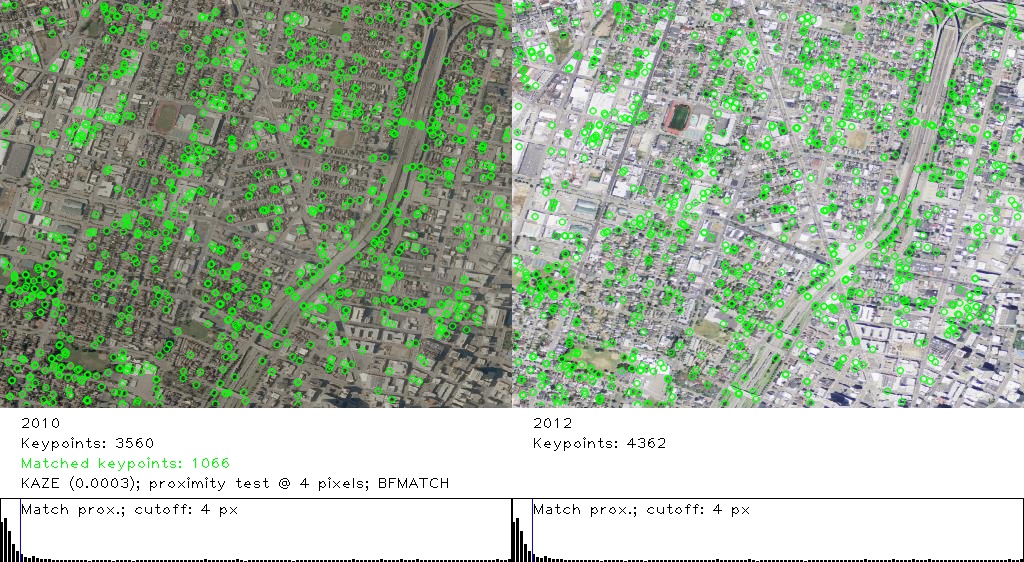 2010
Keypoints: 3560
Matched keypoints: 1066
KAZE (0.0003); proximity test @ 4 pixels; BFMATCH
2012
Keypoints: 4362
Match prox.; cutoff: 4 px
Match prox.; cutoff: 4 px